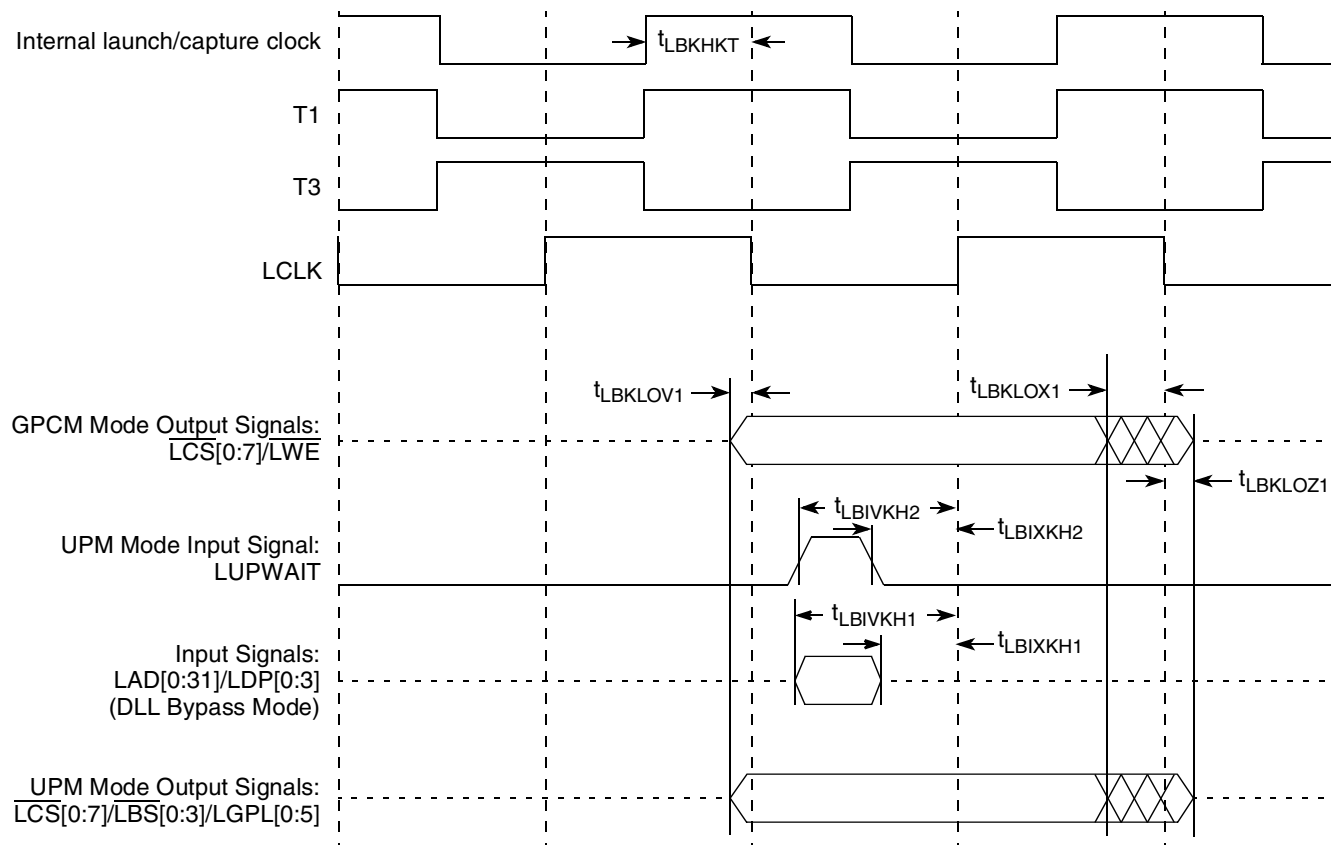 Internal launch/capture clock
tLBKHKT
T1
T3
LCLK
tLBKLOV1
tLBKLOX1
GPCM Mode Output Signals:
LCS[0:7]/LWE
tLBKLOZ1
tLBIVKH2
tLBIXKH2
UPM Mode Input Signal:
LUPWAIT
tLBIVKH1
tLBIXKH1
Input Signals:
LAD[0:31]/LDP[0:3]
(DLL Bypass Mode)
UPM Mode Output Signals:
LCS[0:7]/LBS[0:3]/LGPL[0:5]